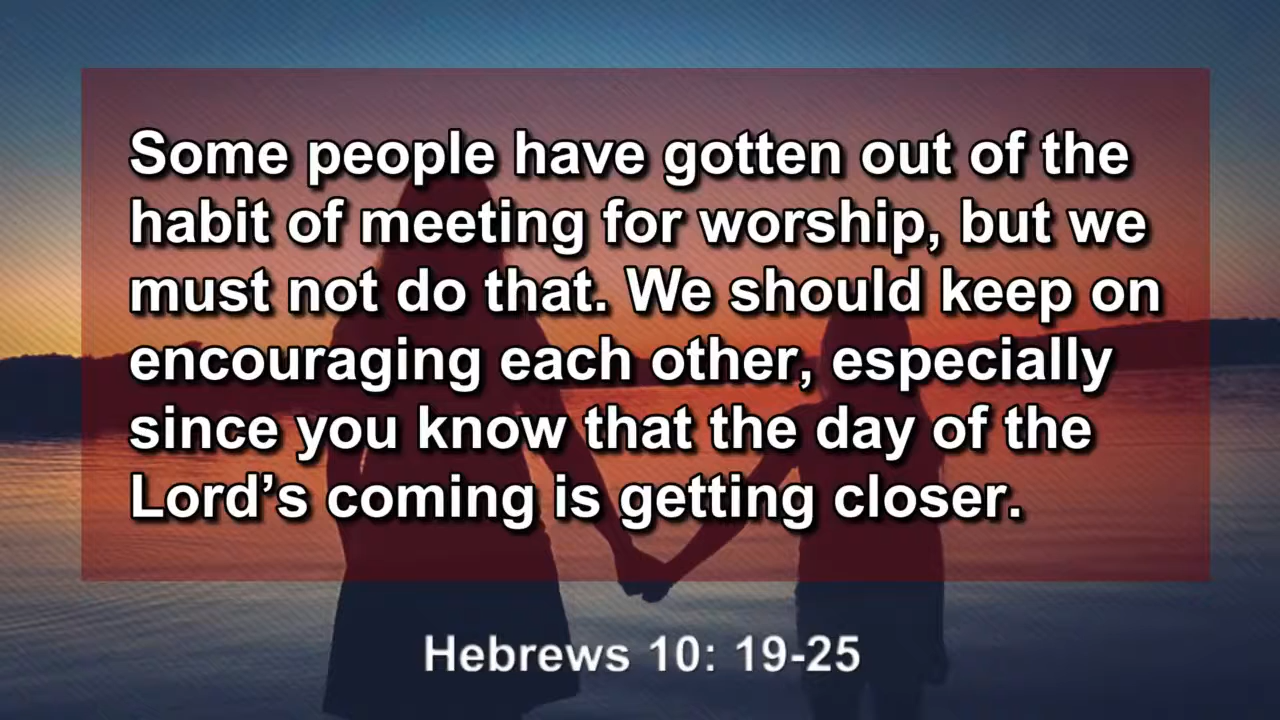 Some people have gotten out of the
habit of meeting for worship, but we
must not do that. We should keep on
encouraging each other, especially
since you know that the day of the
Lord’s coming is getting closer.
Hebrews 10: 19-25